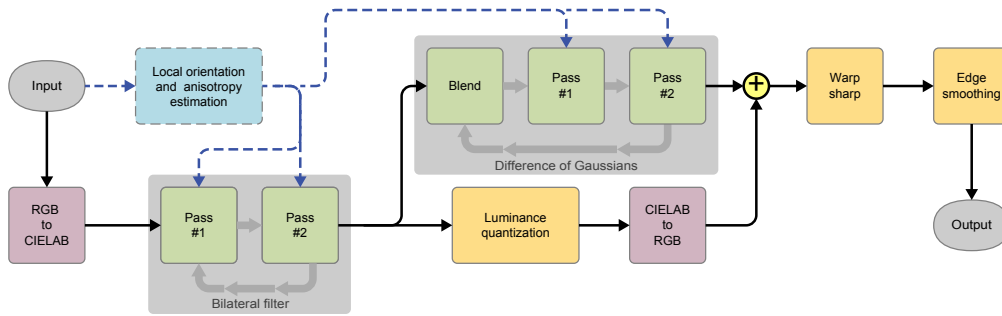 Input
Local orientation
and anisotropy
estimation
Blend
Pass
#1
Pass
#2
+
Warp
sharp
Edge
smoothing
Difference of Gaussians
RGB
to
CIELAB
Pass
#1
Pass
#2
Luminance
quantization
CIELAB
to
RGB
Output
Bilateral filter